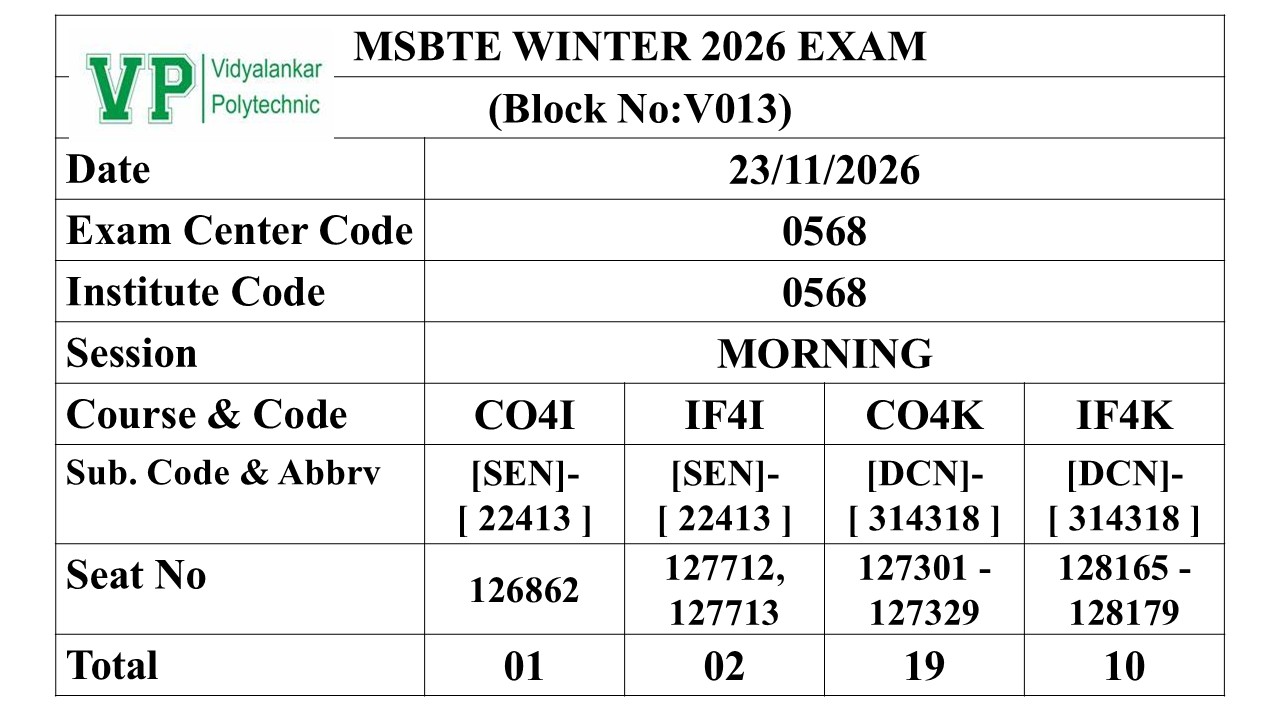 MSBTE WINTER 2026 EXAM
VP Vidyalankar
Polytechnic
(Block No:V013)
Date 23/11/2026
Exam Center Code 0568
Institute Code 0568
Session MORNING
Course & Code CO4I IF4I CO4K IF4K
Sub. Code & Abbrv [SEN]- [SEN]- [DCN]- [DCN]-
[ 22413 ] [ 22413 ] [ 314318 ] [ 314318 ]
Seat No 126862 127712, 127301 - 128165 -
127713 127329 128179
Total 01 02 19 10